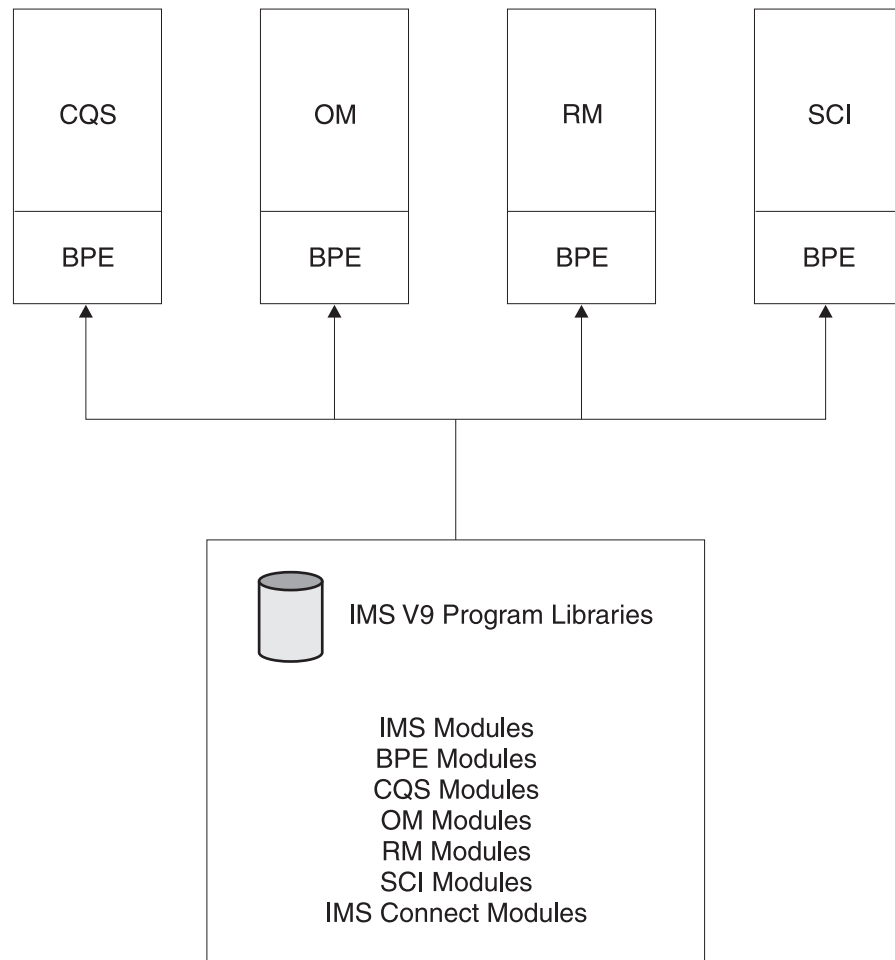 CQS
OM
RM
SCI
BPE
BPE
BPE
BPE
IMS V9 Program Libraries
IMS Modules
BPE Modules
CQS Modules
OM Modules
RM Modules
SCI Modules
IMS Connect Modules